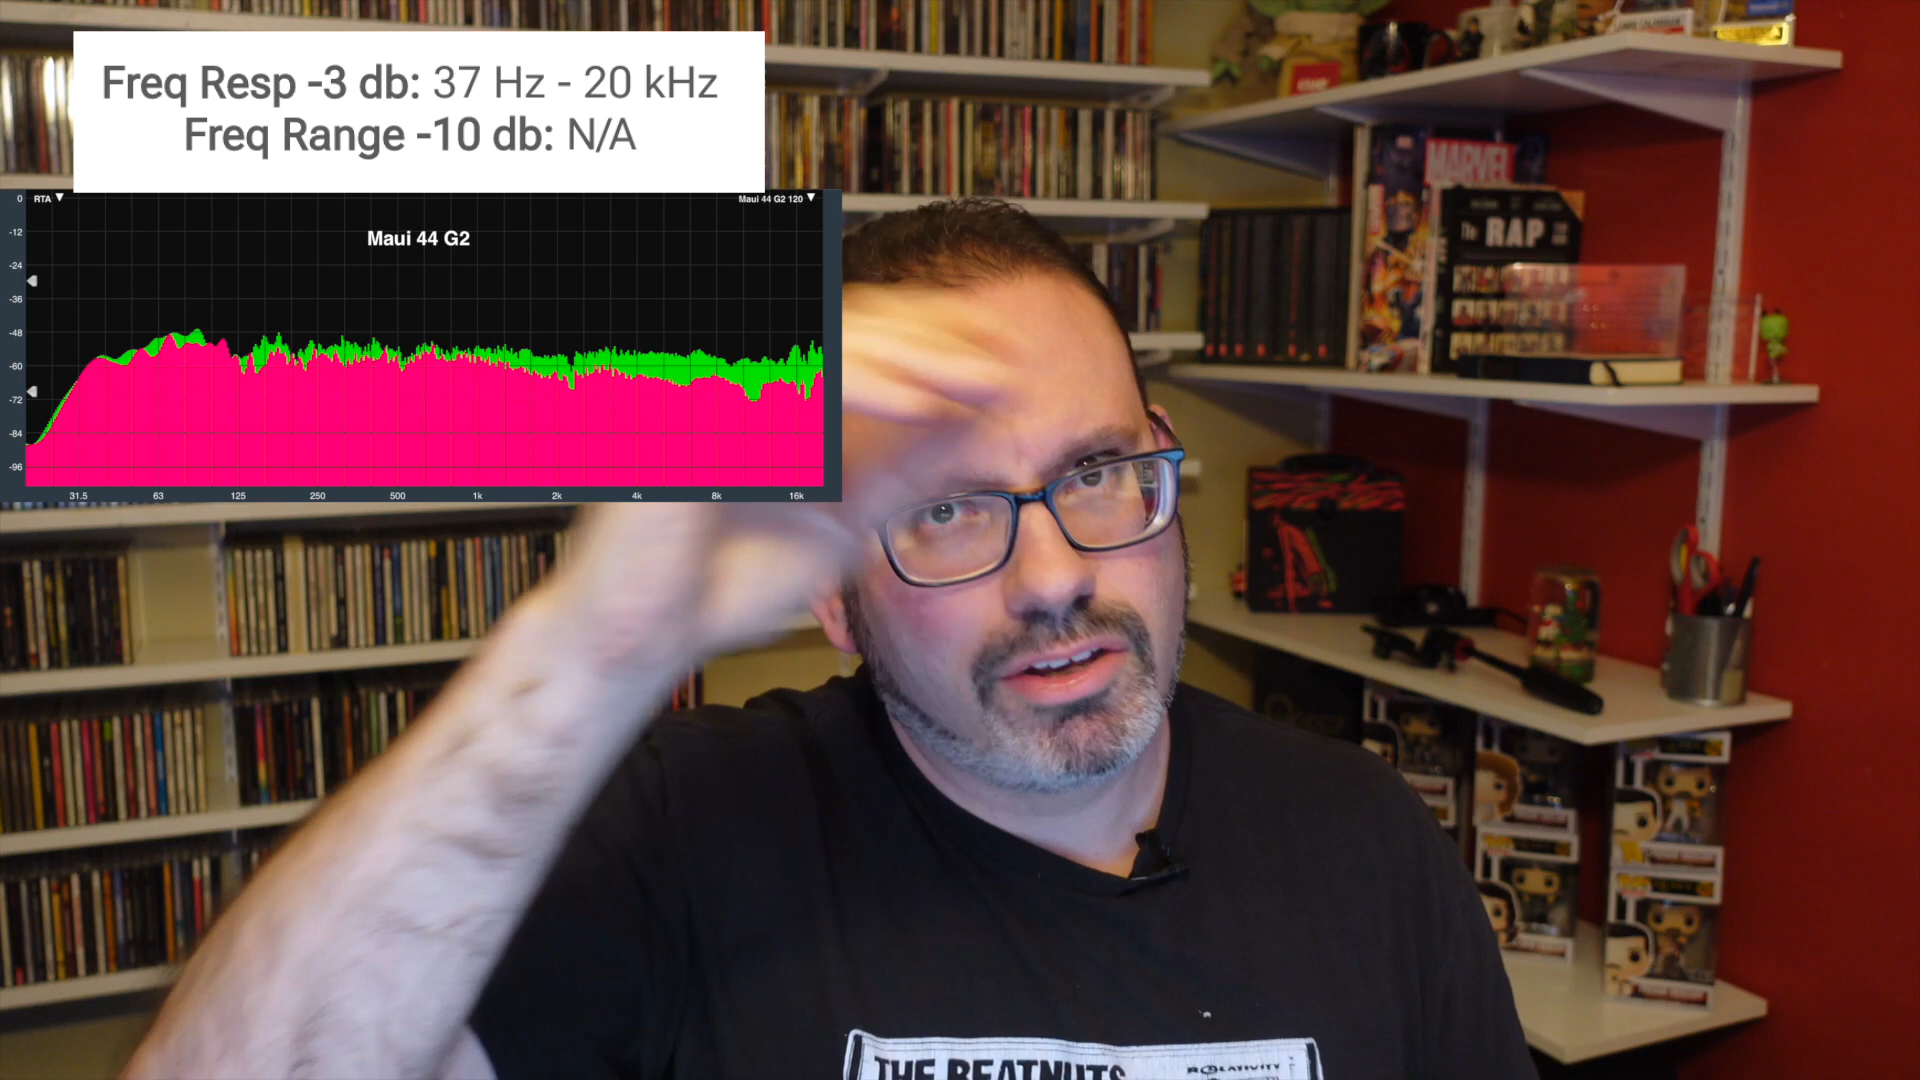 Freq Resp -3 db: 37 Hz - 20 kHz
Freq Range -10 db: N/A
RTA
Maui 44 G2 120
Maui 44 G2
0
-12
-24
-36
-48
-60
-72
-84
-96
31.5 63 125 250 500 1k 2k 4k 8k 16k
MARVEL
The RAP
THE BEATNUTS
RELATIVITY